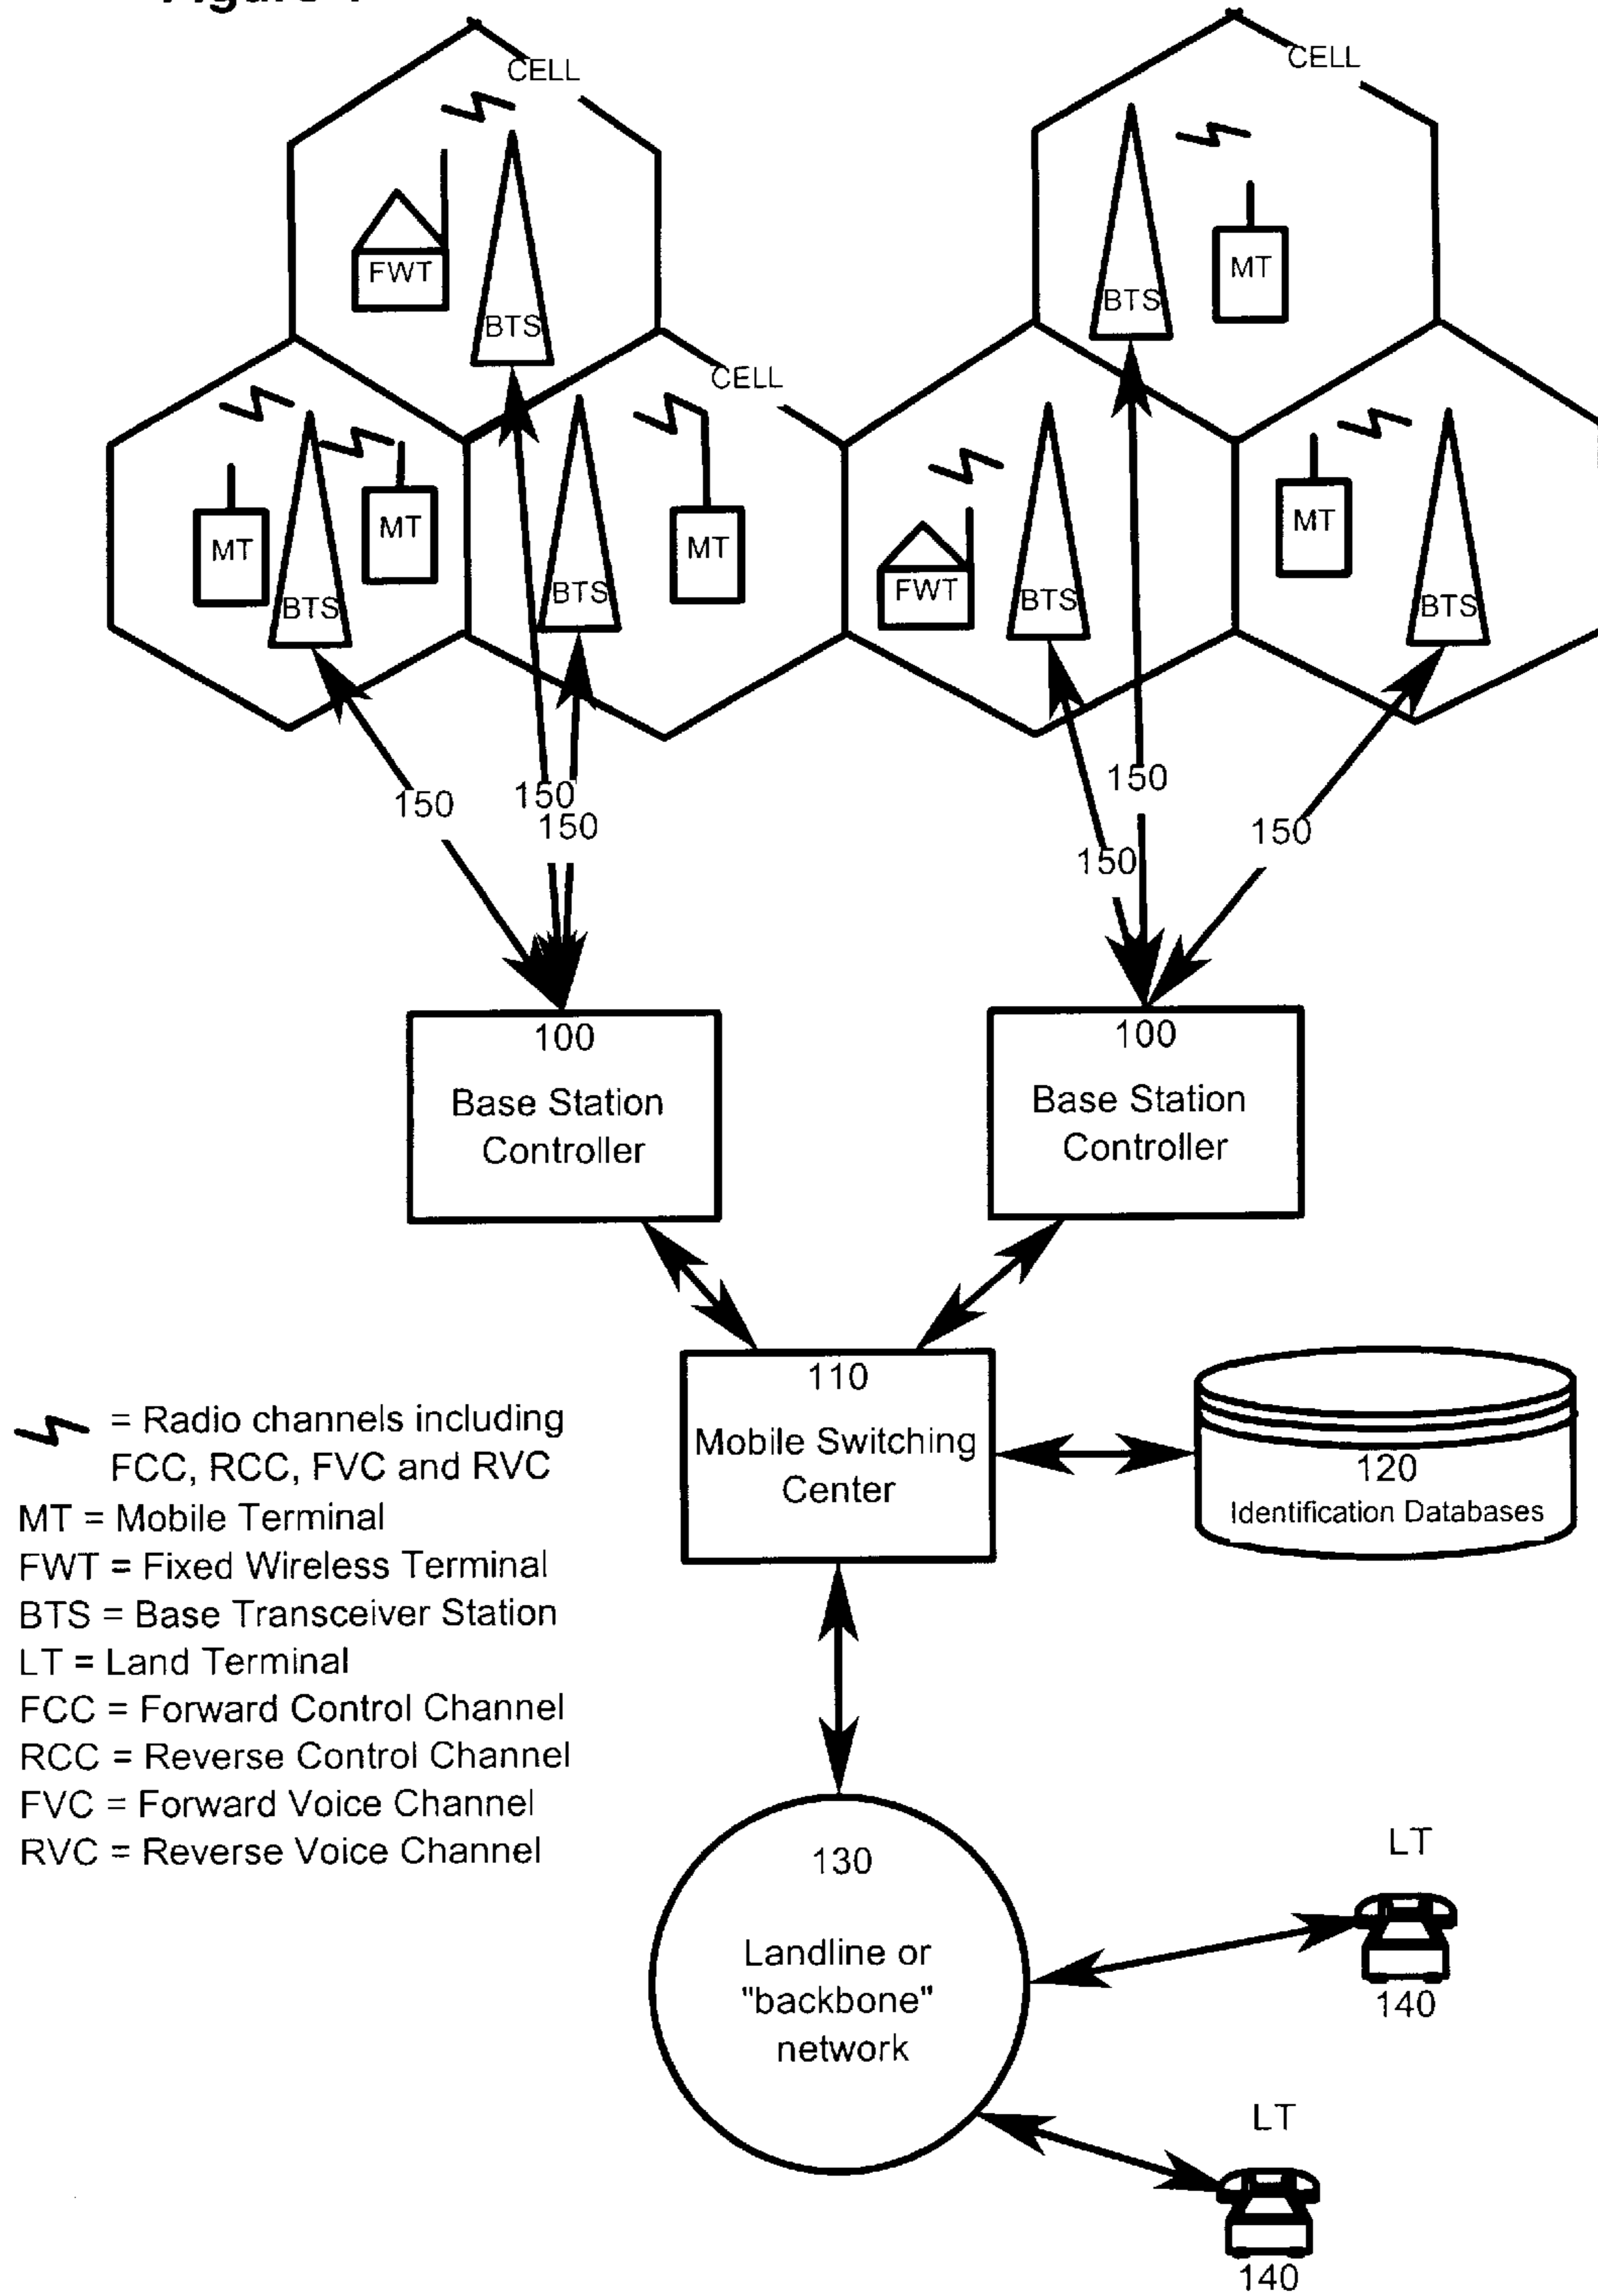 CELL
CELL
FWT
BTS
MT
BTS
CELL
MT
BTS
MT
BTS
MT
FWT
BTS
MT
BTS
150
150
150
150
150
150
100
Base Station
Controller
100
Base Station
Controller
110
Mobile Switching
Center
120
Identification Databases
= Radio channels including
FCC, RCC, FVC and RVC
MT = Mobile Terminal
FWT = Fixed Wireless Terminal
BTS = Base Transceiver Station
LT = Land Terminal
FCC = Forward Control Channel
RCC = Reverse Control Channel
FVC = Forward Voice Channel
RVC = Reverse Voice Channel
130
Landline or
"backbone"
network
LT
140
LT
140